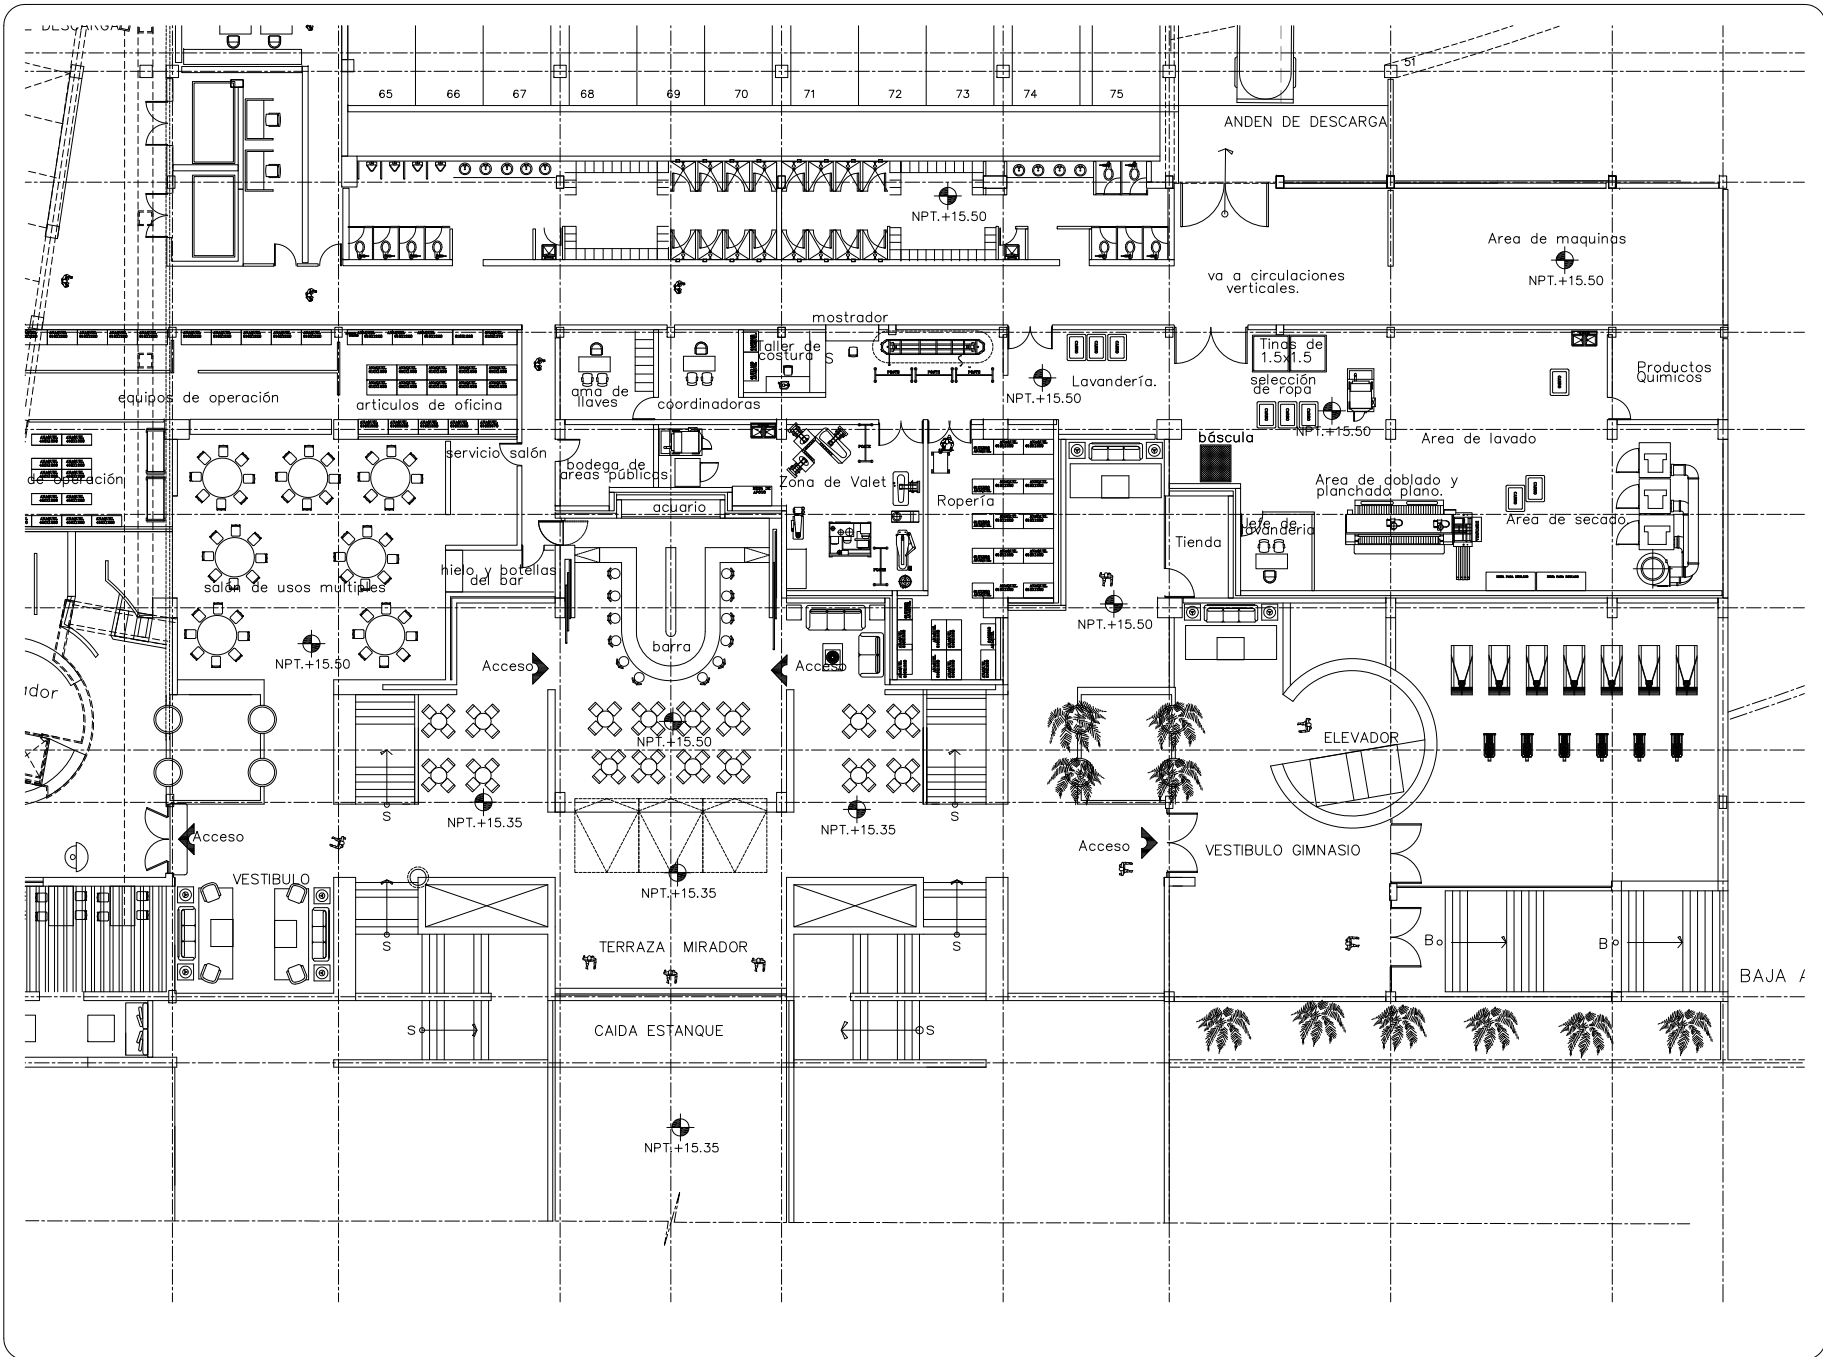 65 66 67 68 69 70 71 72 73 74 75
51
ANDEN DE DESCARGA
NPT.+15.50
Area de maquinas
NPT.+15.50
va a circulaciones
verticales.
mostrador
Taller de
costura
S
Tinas de
1.5x1.5
selección
de ropa
Lavandería.
NPT.+15.50
Productos
Quimicos
equipos de operación
articulos de oficina
ama de
llaves
coordinadoras
NPT.+15.50
báscula
Area de lavado
servicio salón
bodega de
areas públicas
de operación
Zona de Valet
Ropería
Area de doblado y
planchado plano.
acuario
Area de secado
Jefe de
lavanderia
Tienda
hielo y botellas
del bar
salón de usos multiples
NPT.+15.50
NPT.+15.50
barra
Acceso
Acceso
ador
NPT.+15.50
ELEVADOR
NPT.+15.35
NPT.+15.35
S
S
Acceso
Acceso
VESTIBULO GIMNASIO
VESTIBULO
NPT.+15.35
S
S
TERRAZA MIRADOR
B
B
BAJA A
S
CAIDA ESTANQUE
S
NPT.+15.35